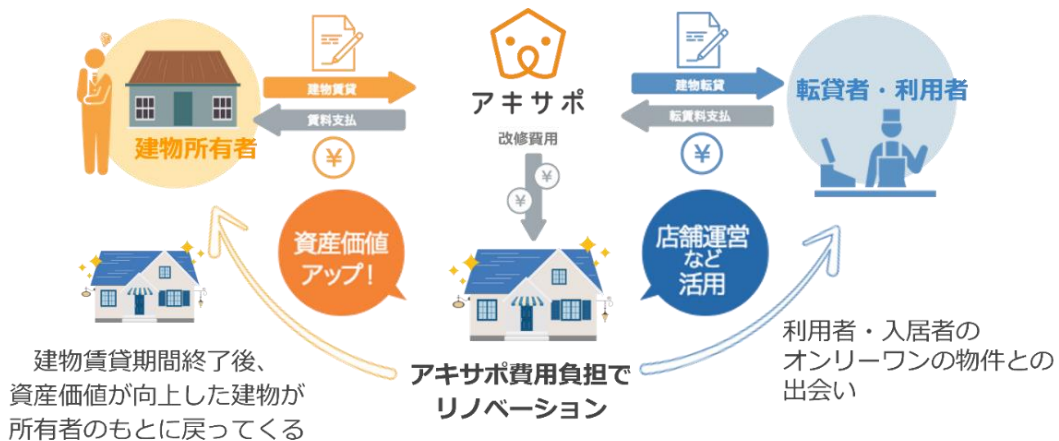 建物賃貸
賃料支払
¥
建物所有者
アキサポ
改修費用
¥
¥
建物転貸
転賃料支払
¥
転貸者・利用者
資産価値
アップ！
店舗運営
など
活用
建物賃貸期間終了後、
資産価値が向上した建物が
所有者のもとに戻ってくる
アキサポ費用負担で
リノベーション
利用者・入居者の
オンリーワンの物件との
出会い